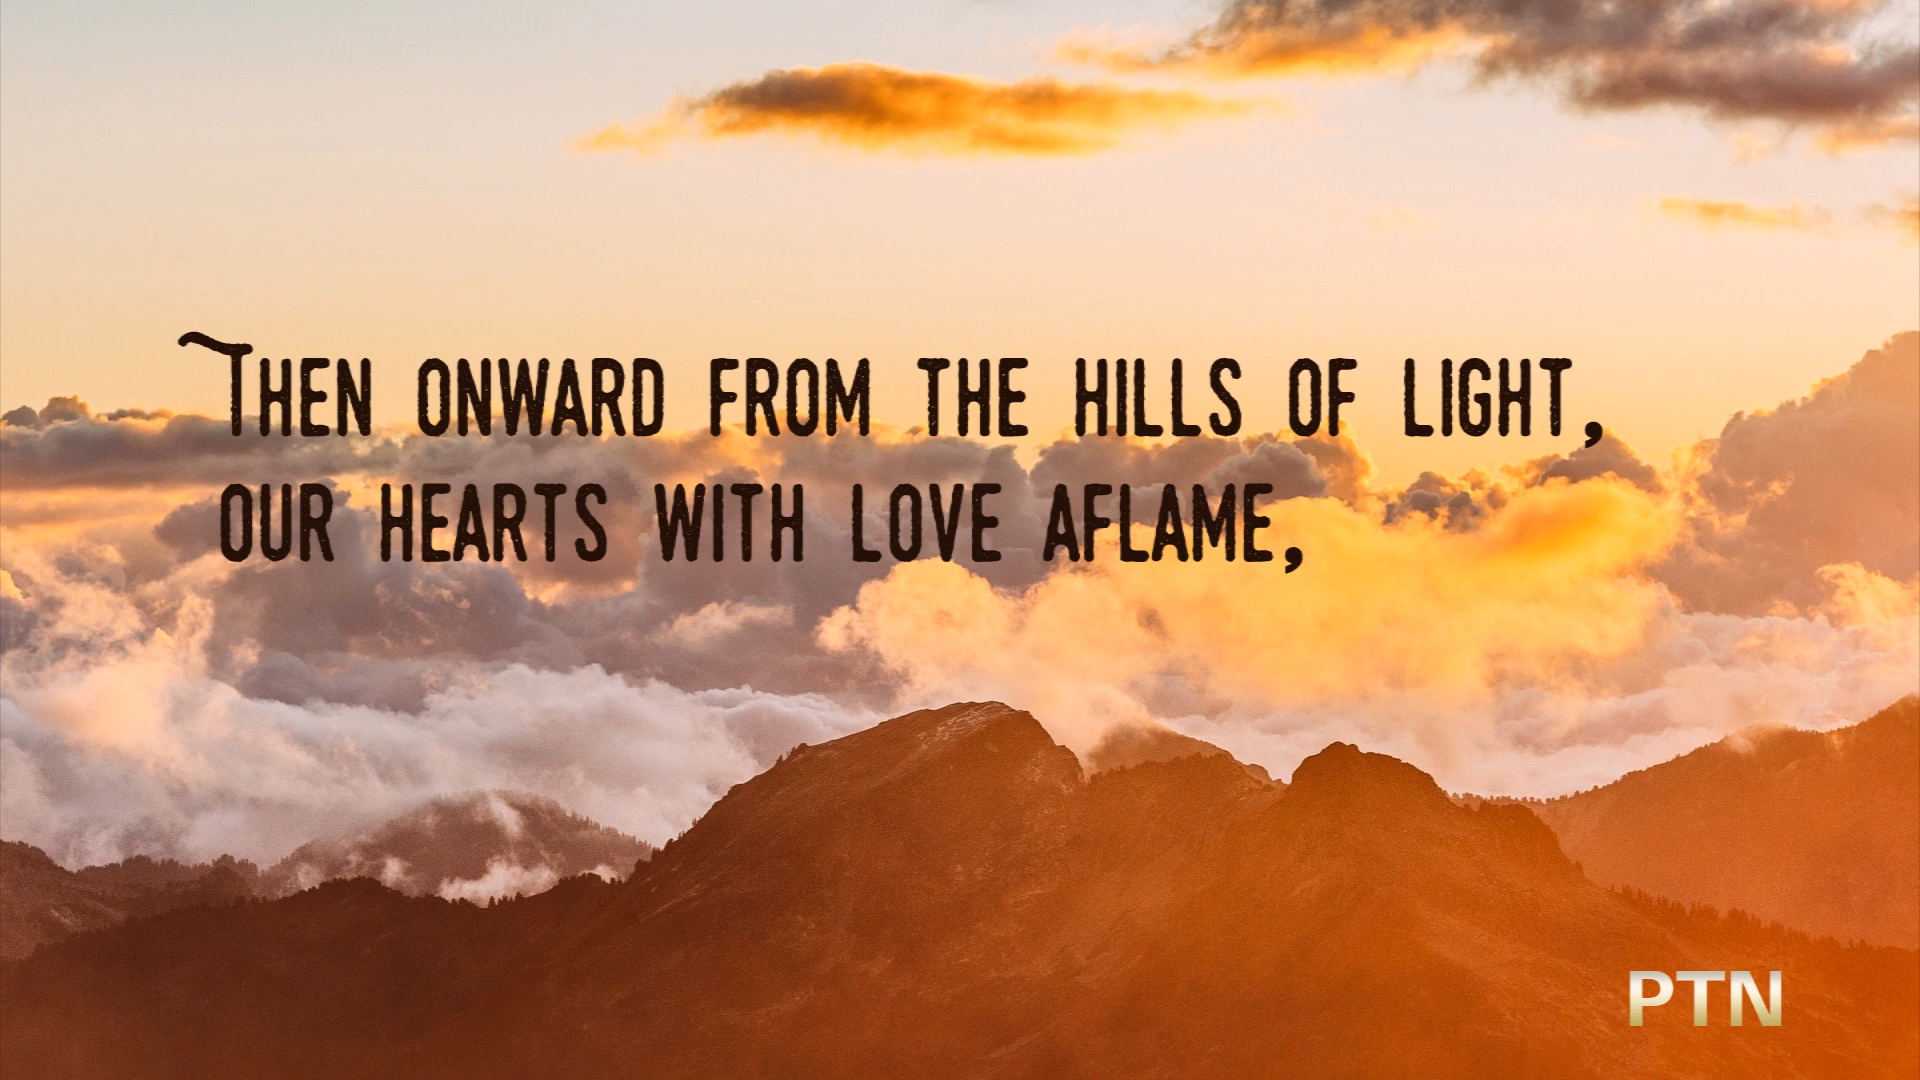 Then onward from the hills of light,
our hearts with love aflame,
PTN